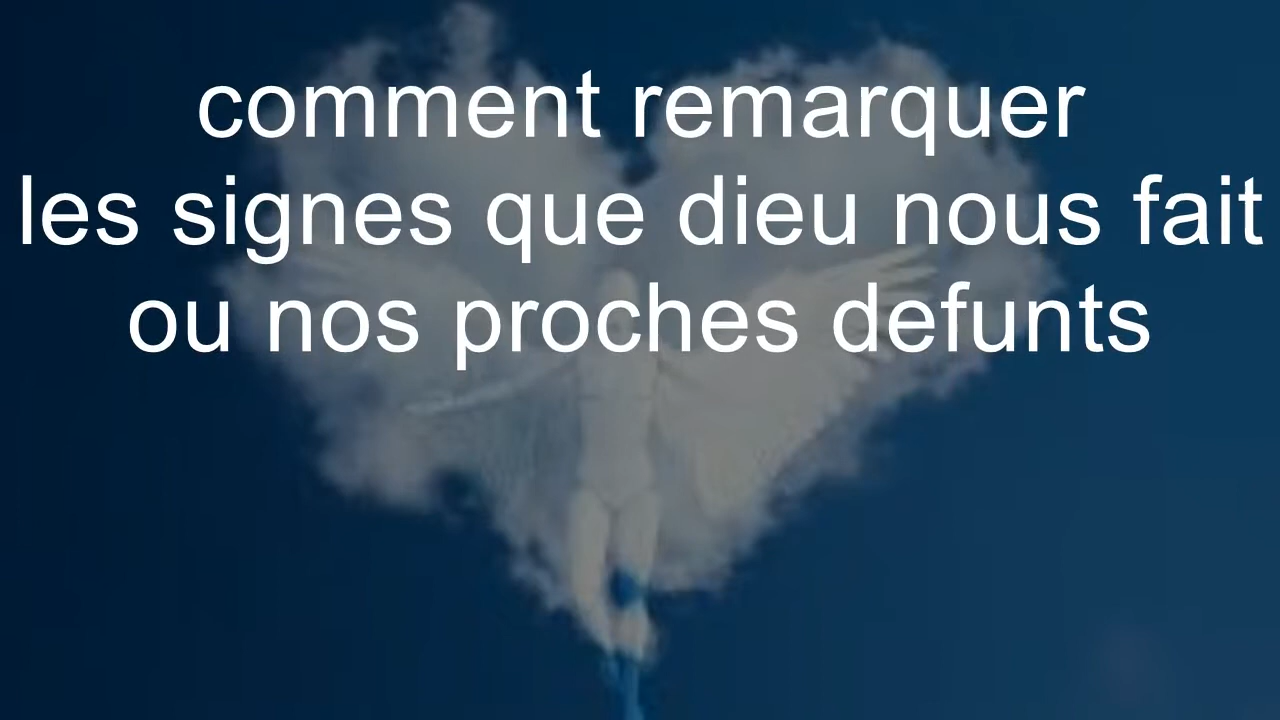 comment remarquer
les signes que dieu nous fait
ou nos proches defunts